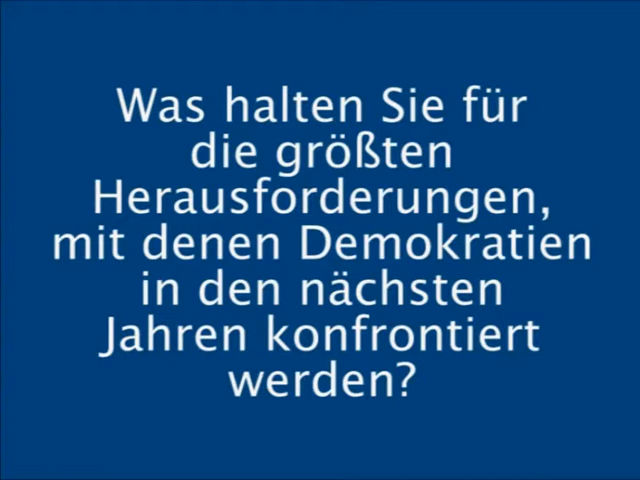 Was halten Sie für
die größten
Herausforderungen,
mit denen Demokratien
in den nächsten
Jahren konfrontiert
werden?